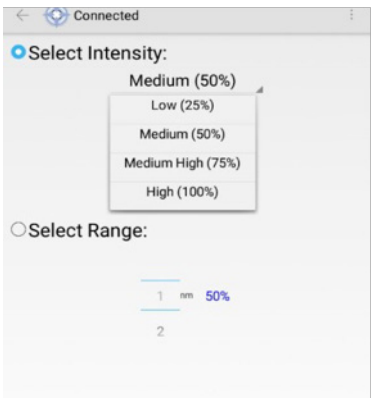 Connected
Select Intensity:
Medium (50%)
Low (25%)
Medium (50%)
Medium High (75%)
High (100%)
Select Range:
1 nm 50%
2